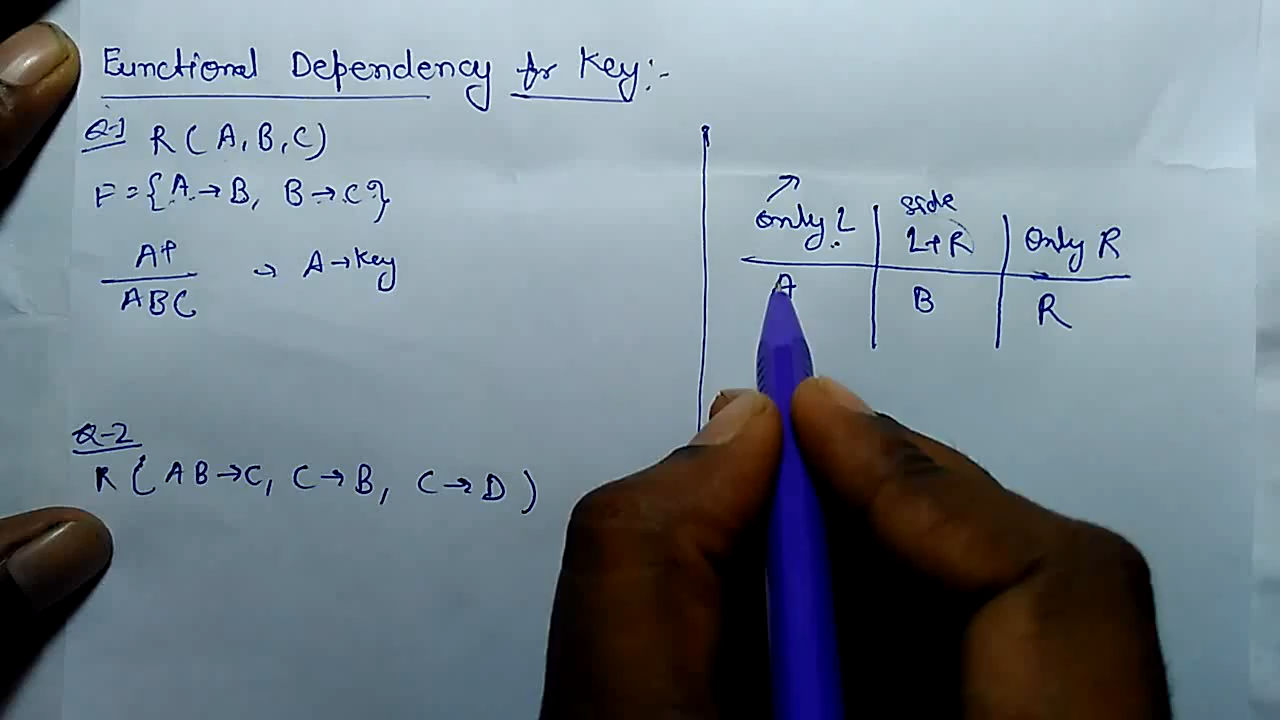 Functional Dependency for Key:-
Q-1 R(A,B,C)
F={A→B, B→C}
A+ → A→Key
ABC
Q-2
R(AB→C, C→B, C→D)
side
Only L L+R Only R
A B R